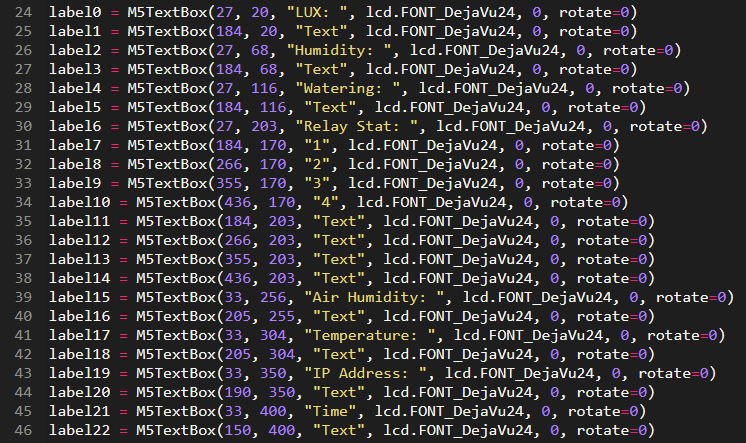 24 label0 = M5TextBox(27, 20, "LUX: ", lcd.FONT_DejaVu24, 0, rotate=0)
25 label1 = M5TextBox(184, 20, "Text", lcd.FONT_DejaVu24, 0, rotate=0)
26 label2 = M5TextBox(27, 68, "Humidity: ", lcd.FONT_DejaVu24, 0, rotate=0)
27 label3 = M5TextBox(184, 68, "Text", lcd.FONT_DejaVu24, 0, rotate=0)
28 label4 = M5TextBox(27, 116, "Watering: ", lcd.FONT_DejaVu24, 0, rotate=0)
29 label5 = M5TextBox(184, 116, "Text", lcd.FONT_DejaVu24, 0, rotate=0)
30 label6 = M5TextBox(27, 203, "Relay Stat: ", lcd.FONT_DejaVu24, 0, rotate=0)
31 label7 = M5TextBox(184, 170, "1", lcd.FONT_DejaVu24, 0, rotate=0)
32 label8 = M5TextBox(266, 170, "2", lcd.FONT_DejaVu24, 0, rotate=0)
33 label9 = M5TextBox(355, 170, "3", lcd.FONT_DejaVu24, 0, rotate=0)
34 label10 = M5TextBox(436, 170, "4", lcd.FONT_DejaVu24, 0, rotate=0)
35 label11 = M5TextBox(184, 203, "Text", lcd.FONT_DejaVu24, 0, rotate=0)
36 label12 = M5TextBox(266, 203, "Text", lcd.FONT_DejaVu24, 0, rotate=0)
37 label13 = M5TextBox(355, 203, "Text", lcd.FONT_DejaVu24, 0, rotate=0)
38 label14 = M5TextBox(436, 203, "Text", lcd.FONT_DejaVu24, 0, rotate=0)
39 label15 = M5TextBox(33, 256, "Air Humidity: ", lcd.FONT_DejaVu24, 0, rotate=0)
40 label16 = M5TextBox(205, 255, "Text", lcd.FONT_DejaVu24, 0, rotate=0)
41 label17 = M5TextBox(33, 304, "Temperature: ", lcd.FONT_DejaVu24, 0, rotate=0)
42 label18 = M5TextBox(205, 304, "Text", lcd.FONT_DejaVu24, 0, rotate=0)
43 label19 = M5TextBox(33, 350, "IP Address: ", lcd.FONT_DejaVu24, 0, rotate=0)
44 label20 = M5TextBox(190, 350, "Text", lcd.FONT_DejaVu24, 0, rotate=0)
45 label21 = M5TextBox(33, 400, "Time", lcd.FONT_DejaVu24, 0, rotate=0)
46 label22 = M5TextBox(150, 400, "Text", lcd.FONT_DejaVu24, 0, rotate=0)